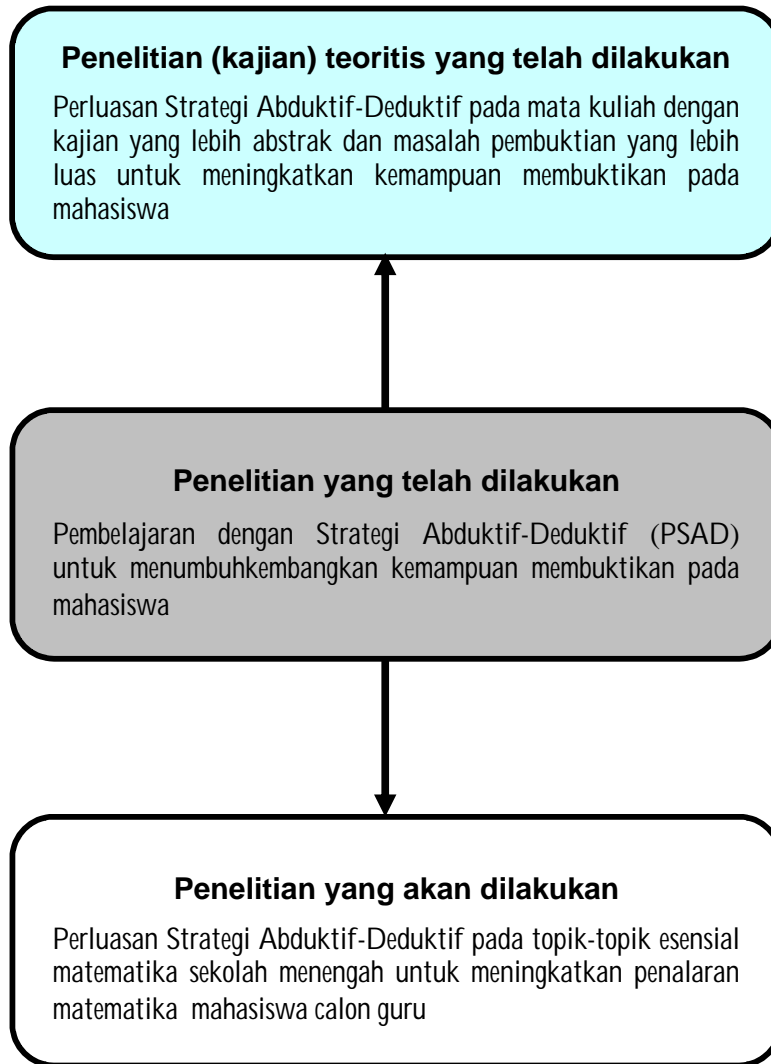 Penelitian (kajian) teoritis yang telah dilakukan
Perluasan Strategi Abduktif-Deduktif pada mata kuliah dengan
kajian yang lebih abstrak dan masalah pembuktian yang lebih
luas untuk meningkatkan kemampuan membuktikan pada
mahasiswa
Penelitian yang telah dilakukan
Pembelajaran dengan Strategi Abduktif-Deduktif (PSAD)
untuk menumbuhkembangkan kemampuan membuktikan pada
mahasiswa
Penelitian yang akan dilakukan
Perluasan Strategi Abduktif-Deduktif pada topik-topik esensial
matematika sekolah menengah untuk meningkatkan penalaran
matematika mahasiswa calon guru